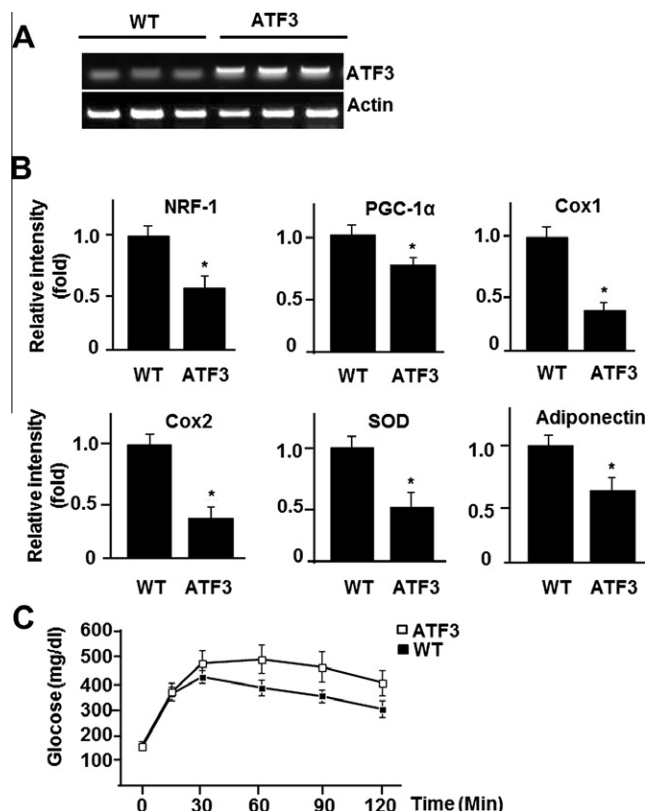 A
WT ATF3
ATF3
Actin
B
NRF-1 PGC-1α Cox1
Relative intensity
(fold)
1.0 1.0 1.0
* * *
0.5 0.5 0.5
0 0 0
WT ATF3 WT ATF3 WT ATF3
Cox2 SOD Adiponectin
Relative intensity
(fold)
1.0 1.0 1.0
* * *
0.5 0.5 0.5
0 0 0
WT ATF3 WT ATF3 WT ATF3
C
Glucose (mg/dl)
600
500
400
300
200
100
ATF3
WT
0 30 60 90 120 Time (Min)